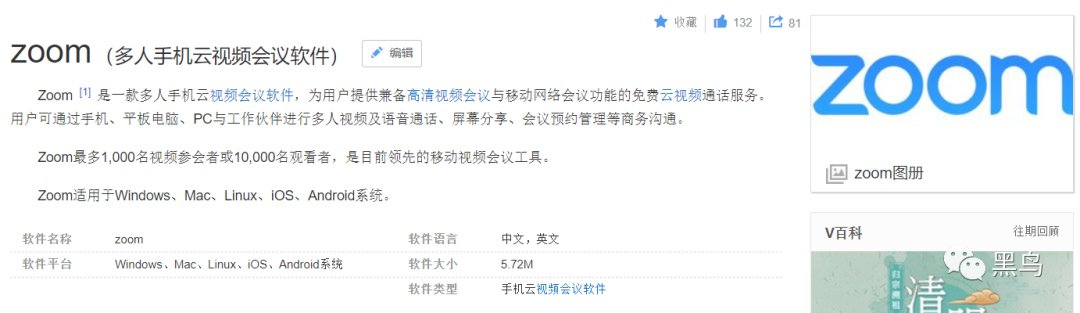 收藏 132 81
zoom（多人手机云视频会议软件） 编辑
Zoom [1] 是一款多人手机云视频会议软件，为用户提供兼备高清视频会议与移动网络会议功能的免费云视频通话服务。
用户可通过手机、平板电脑、PC与工作伙伴进行多人视频及语音通话、屏幕分享、会议预约管理等商务沟通。
Zoom最多1,000名视频参会者或10,000名观看者，是目前领先的移动视频会议工具。
Zoom适用于Windows、Mac、Linux、iOS、Android系统。
软件名称 zoom 软件语言 中文，英文
软件平台 Windows、Mac、Linux、iOS、Android系统 软件大小 5.72M
软件类型 手机云视频会议软件
zoom
zoom图册
V百科 往期回顾
黑鸟
清